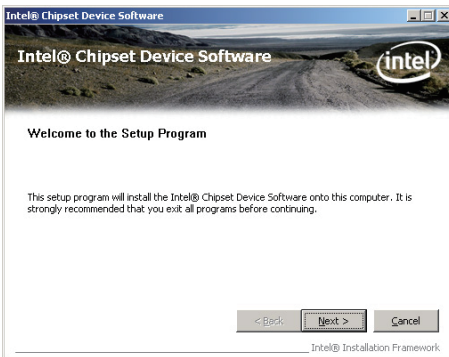 Intel® Chipset Device Software
Intel® Chipset Device Software
intel
Welcome to the Setup Program
This setup program will install the Intel® Chipset Device Software onto this computer. It is
strongly recommended that you exit all programs before continuing.
< Back Next > Cancel
Intel® Installation Framework